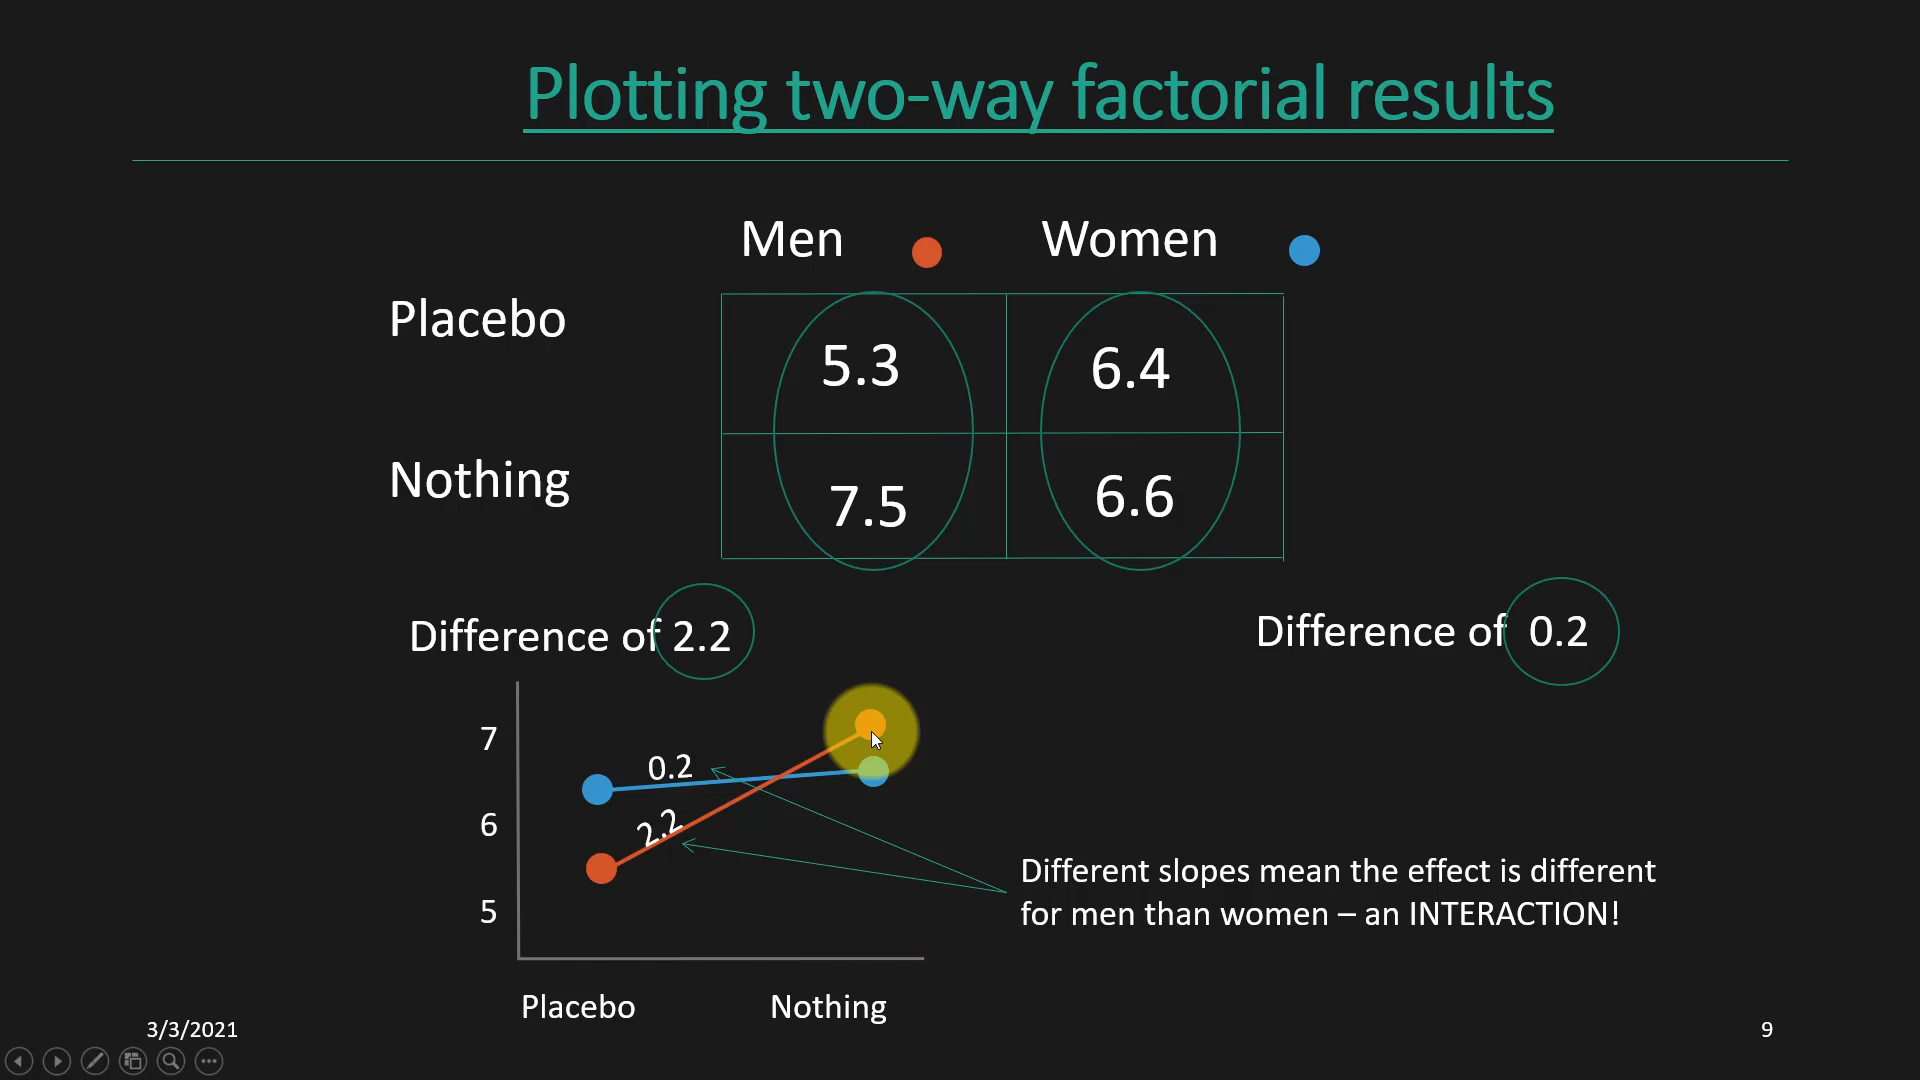 Plotting two-way factorial results
Men
Women
Placebo
5.3
6.4
Nothing
7.5
6.6
Difference of 2.2
Difference of 0.2
7
0.2
6
2.2
5
Different slopes mean the effect is different
for men than women – an INTERACTION!
Placebo
Nothing
3/3/2021
9